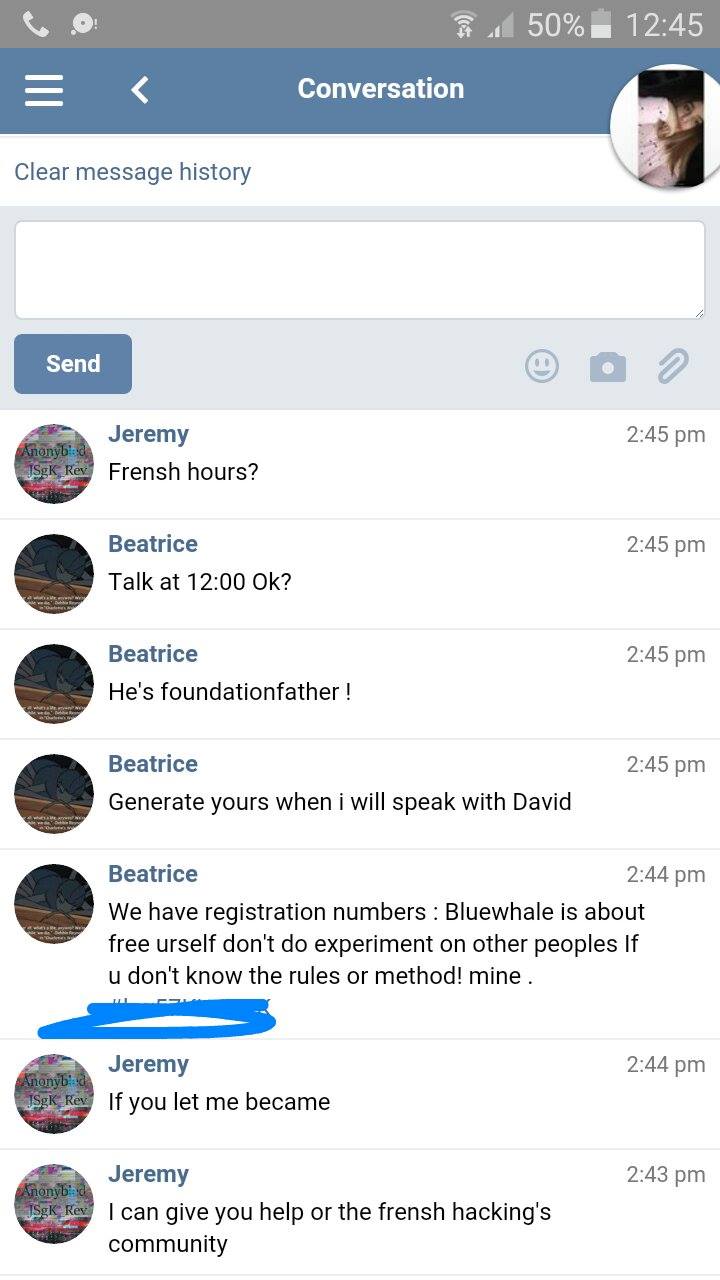 50% 12:45
Conversation
Clear message history
Send
Jeremy 2:45 pm
Frensh hours?
Beatrice 2:45 pm
Talk at 12:00 Ok?
Beatrice 2:45 pm
He's foundationfather !
Beatrice 2:45 pm
Generate yours when i will speak with David
Beatrice 2:44 pm
We have registration numbers : Bluewhale is about
free urself don't do experiment on other peoples If
u don't know the rules or method! mine .
Jeremy 2:44 pm
If you let me became
Jeremy 2:43 pm
I can give you help or the frensh hacking's
community